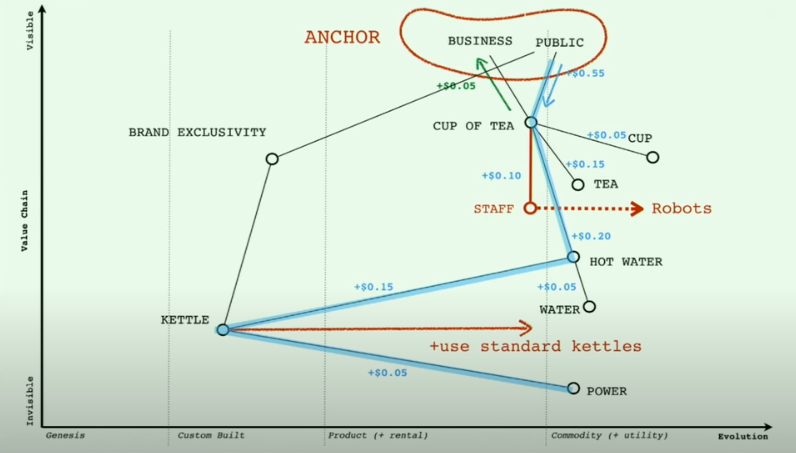 Visible
ANCHOR
BUSINESS
PUBLIC
+$0.05
+$0.55
BRAND EXCLUSIVITY
CUP OF TEA
+$0.05
CUP
+$0.15
+$0.10
TEA
STAFF
Robots
Value Chain
+$0.20
HOT WATER
+$0.15
+$0.05
WATER
KETTLE
+use standard kettles
+$0.05
POWER
Invisible
Genesis
Custom Built
Product (+ rental)
Commodity (+ utility)
Evolution